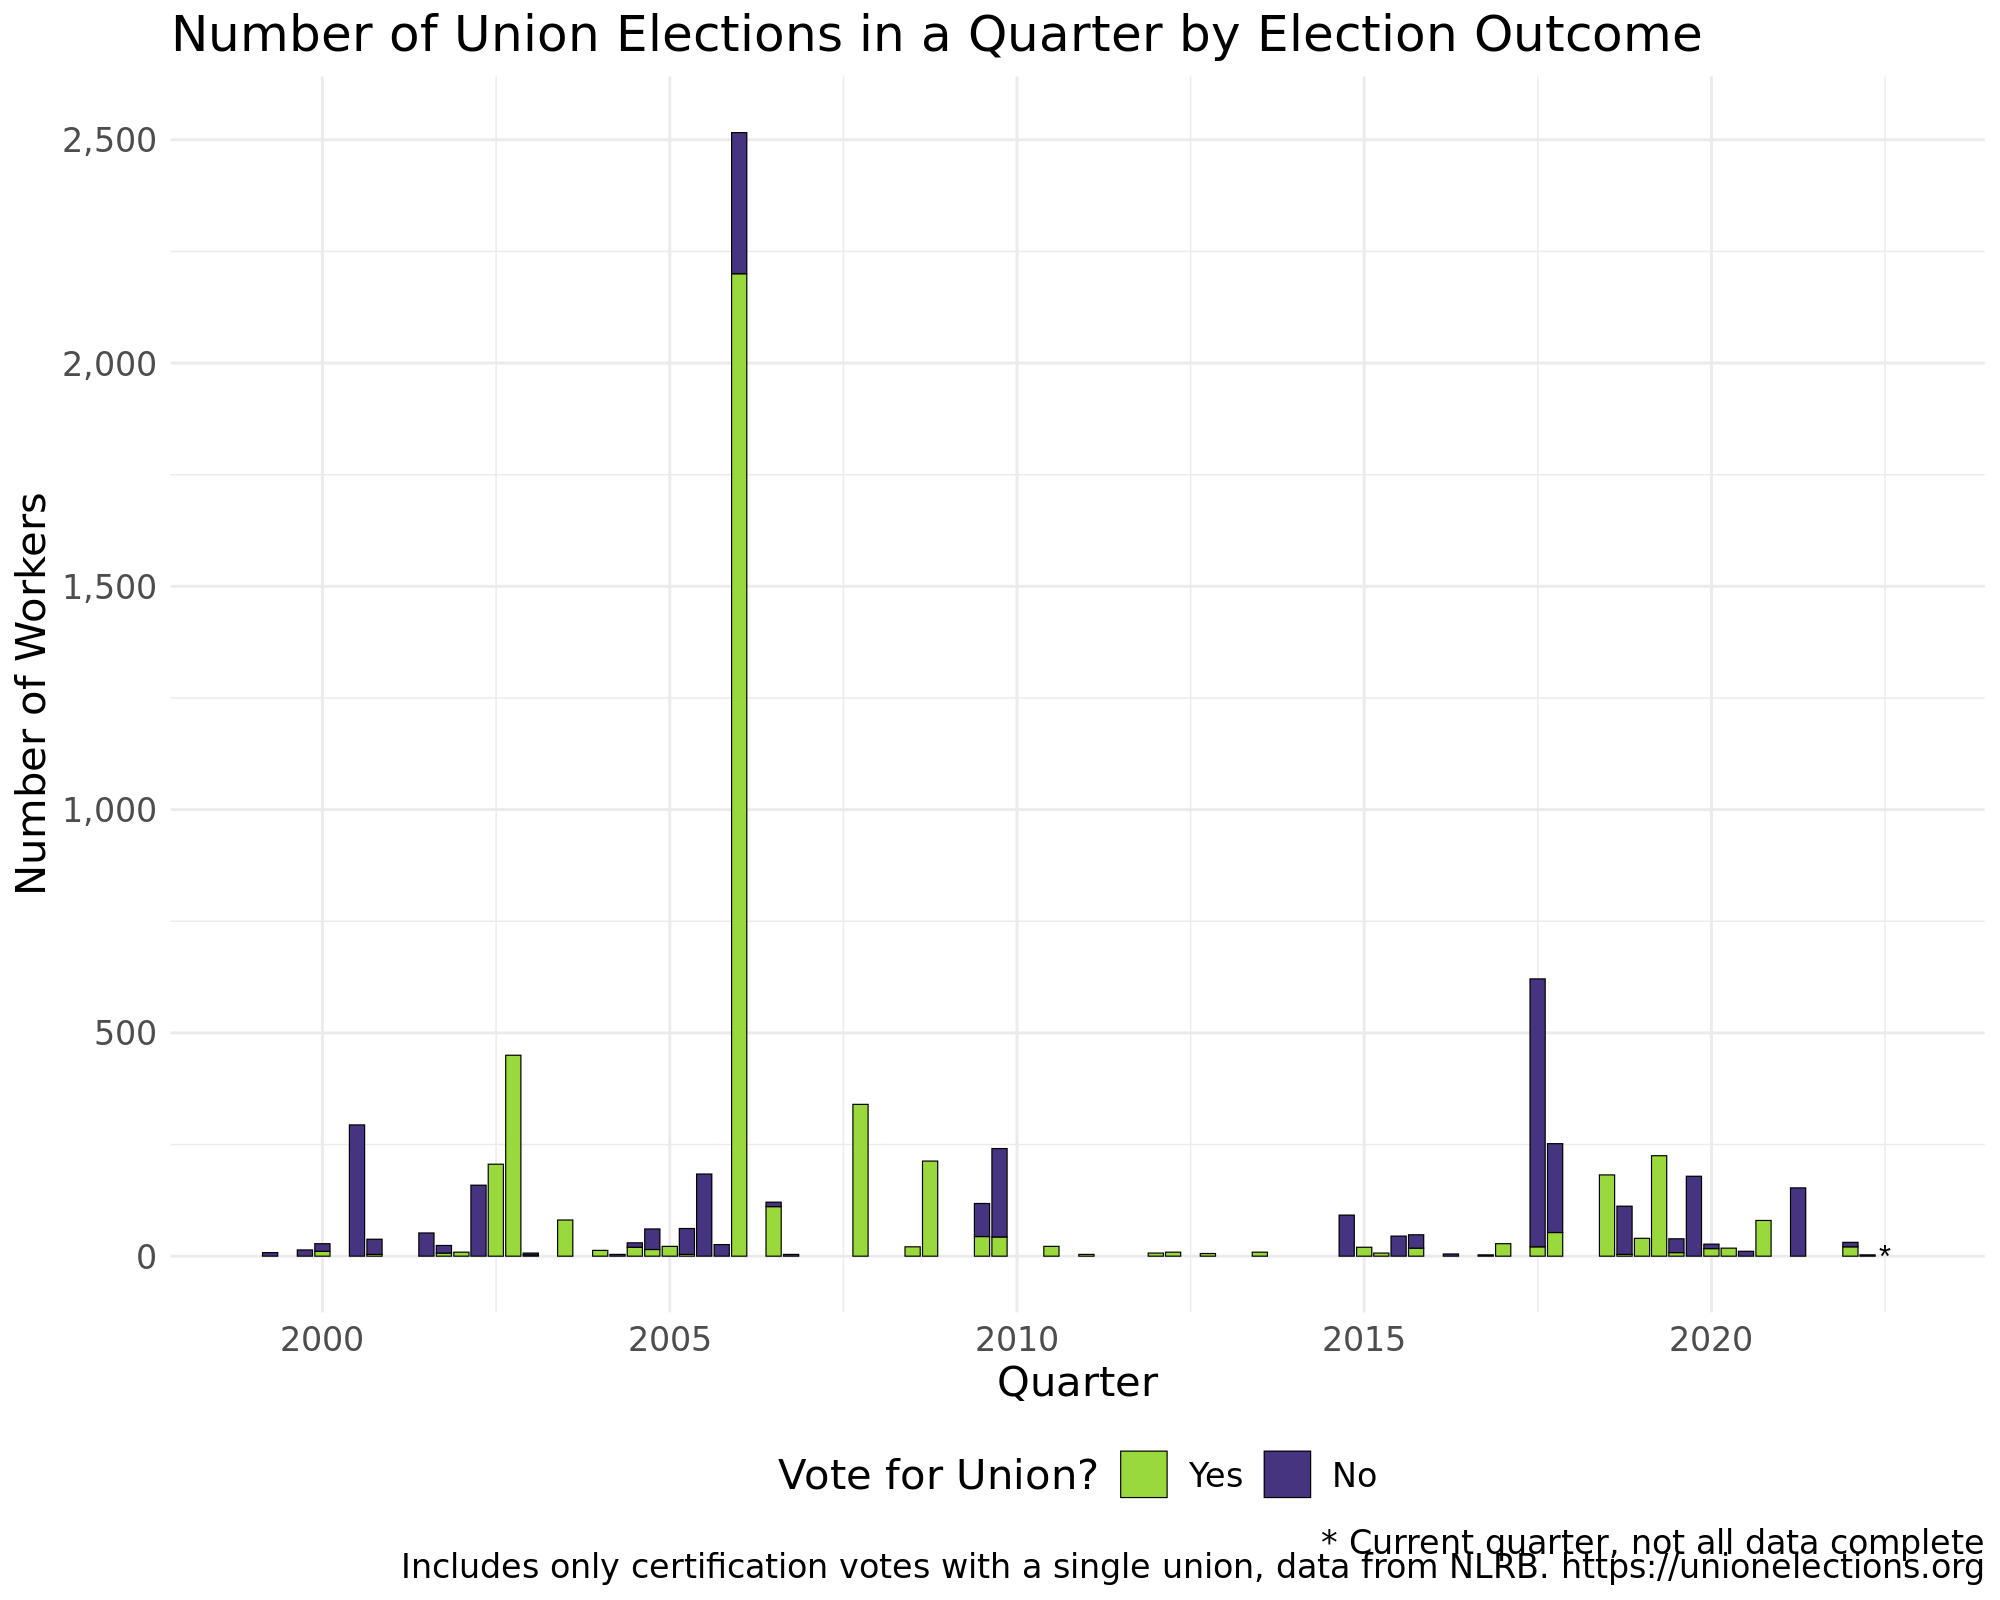 Number of Union Elections in a Quarter by Election Outcome
Number of Workers
2,500
2,000
1,500
1,000
500
0
*
2000 2005 2010 2015 2020
Quarter
Vote for Union? Yes No
* Current quarter, not all data complete
Includes only certification votes with a single union, data from NLRB. https://unionelections.org